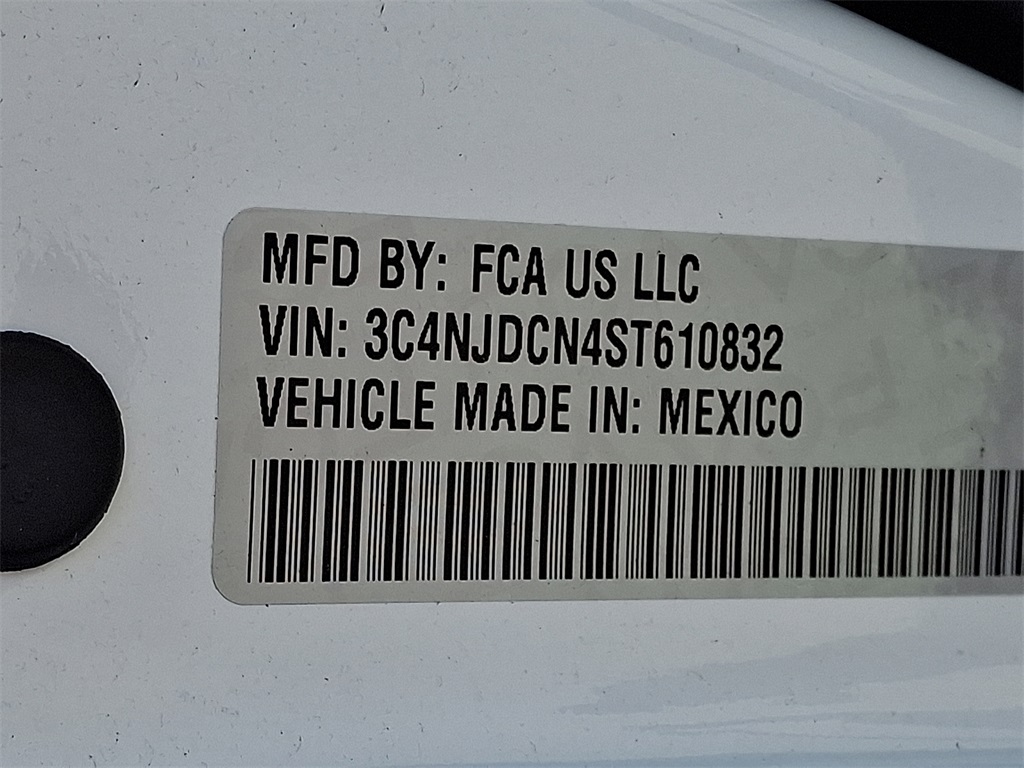 MFD BY: FCA US LLC
VIN: 3C4NJDCN4ST610832
VEHICLE MADE IN: MEXICO